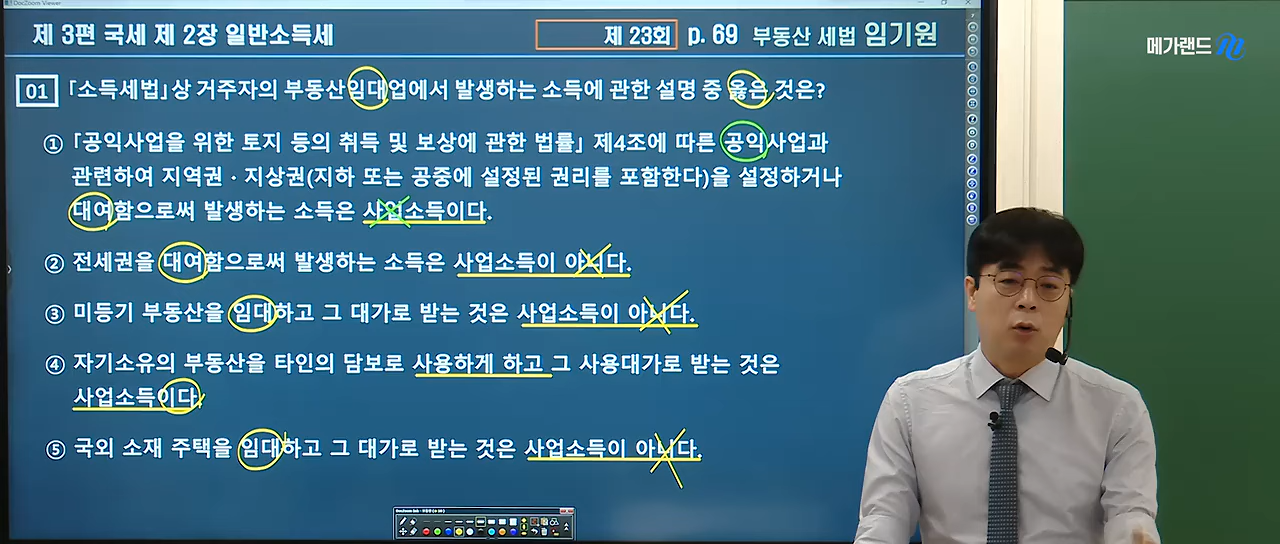 DocZoom Viewer
제 3편 국세 제 2장 일반소득세
제 23회 p. 69 부동산 세법 임기원
메가랜드
01 「소득세법」상 거주자의 부동산임대업에서 발생하는 소득에 관한 설명 중 옳은 것은?
① 「공익사업을 위한 토지 등의 취득 및 보상에 관한 법률」 제4조에 따른 공익사업과
관련하여 지역권·지상권(지하 또는 공중에 설정된 권리를 포함한다)을 설정하거나
대여함으로써 발생하는 소득은 사업소득이다.
② 전세권을 대여함으로써 발생하는 소득은 사업소득이 아니다.
③ 미등기 부동산을 임대하고 그 대가로 받는 것은 사업소득이 아니다.
④ 자기소유의 부동산을 타인의 담보로 사용하게 하고 그 사용대가로 받는 것은
사업소득이다.
⑤ 국외 소재 주택을 임대하고 그 대가로 받는 것은 사업소득이 아니다.